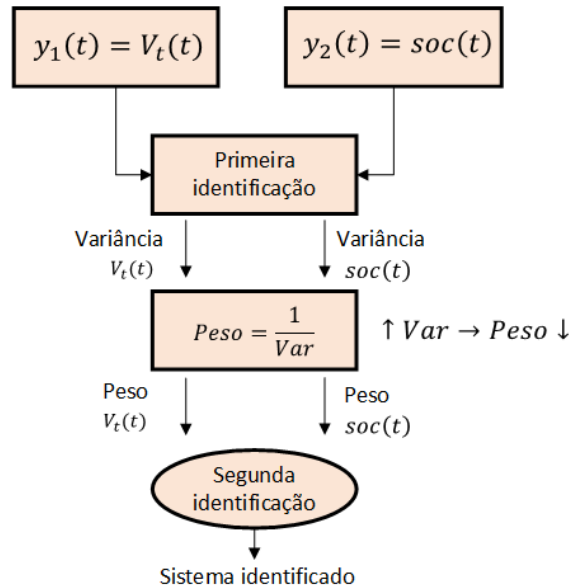 y₁(t) = Vₜ(t)
y₂(t) = soc(t)
Primeira
identificação
Variância
Vₜ(t)
Variância
soc(t)
Peso = 1/Var
↑ Var → Peso ↓
Peso
Vₜ(t)
Peso
soc(t)
Segunda
identificação
Sistema identificado